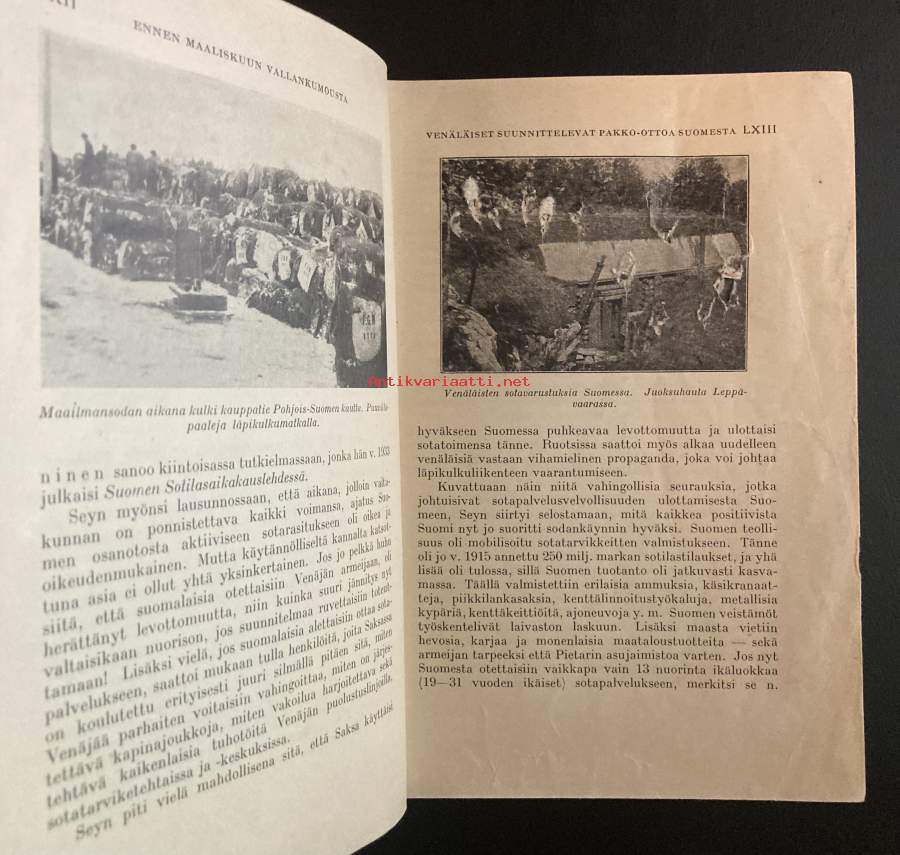 XII
ENNEN MAALISKUUN VALLANKUMOUSTA
Maailmansodan aikana kulki kauppatie Pohjois-Suomen kautta. Puuvilla-
paaleja läpikulkumatkalla.
ninen sanoo kiintoisassa tutkielmassaan, jonka hän v. 1933
julkaisi Suomen Sotilasaikakauslehdessä.
Seyn myönsi lausunnossaan, että aikana, jolloin valta-
kunnan on ponnistettava kaikki voimansa, ajatus Suo-
men osanotosta aktiiviseen sotarasitukseen oli oikea ja
oikeudenmukainen. Mutta käytännölliseltä kannalta katsot-
tuna asia ei ollut yhtä yksinkertainen. Jos jo pelkkä huhu
siitä, että suomalaisia otettaisiin Venäjän armeijaan, oli
herättänyt levottomuutta, niin kuinka suuri jännitys nyt
valtaisikaan nuorison, jos suunnitelmaa ruvettaisiin toteut-
tamaan! Lisäksi vielä, jos suomalaisia alettaisiin ottaa sota-
palvelukseen, saattoi mukaan tulla henkilöitä, joita Saksassa
on koulutettu erityisesti juuri silmällä pitäen sitä, miten
Venäjää parhaiten voitaisiin vahingoittaa, miten on järjes-
tettävä kapinajoukkoja, miten vakoilua harjoitettava sekä
tehtävä kaikenlaisia tuhotöitä Venäjän puolustuslinjoilla,
sotatarviketehtaissa ja -keskuksissa.
Seyn piti vielä mahdollisena sitä, että Saksa käyttäisi
VENÄLÄISET SUUNNITTELEVAT PAKKO-OTTOA SUOMESTA LXIII
antikvariaatti.net
Venäläisten sotavarustuksia Suomessa. Juoksuhauta Leppä-
vaarassa.
hyväkseen Suomessa puhkeavaa levottomuutta ja ulottaisi
sotatoimensa tänne. Ruotsissa saattoi myös alkaa uudelleen
venäläisiä vastaan vihamielinen propaganda, joka voi johtaa
läpikulkuliikenteen vaarantumiseen.
Kuvattuaan näin niitä vahingollisia seurauksia, jotka
johtuisivat sotapalvelusvelvollisuuden ulottamisesta Suo-
meen, Seyn siirtyi selostamaan, mitä kaikkea positiivista
Suomi nyt jo suoritti sodankäynnin hyväksi. Suomen teolli-
suus oli mobilisoitu sotatarvikkeitten valmistukseen. Tänne
oli jo v. 1915 annettu 250 milj. markan sotilastilaukset, ja yhä
lisää oli tulossa, sillä Suomen tuotanto oli jatkuvasti kasva-
massa. Täällä valmistettiin erilaisia ammuksia, käsikranaat-
teja, piikkilankasaksia, kenttälinnoitustyökaluja, metallisia
kypäriä, kenttäkeittiöitä, ajoneuvoja y. m. Suomen veistämöt
työskentelivät laivaston laskuun. Lisäksi maasta vietiin
hevosia, karjaa ja monenlaisia maataloustuotteita — sekä
armeijan tarpeeksi että Pietarin asujaimistoa varten. Jos nyt
Suomesta otettaisiin vaikkapa vain 13 nuorinta ikäluokkaa
(19—31 vuoden ikäiset) sotapalvelukseen, merkitsi se n.